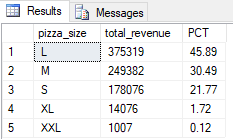 Results Messages
pizza_size total_revenue PCT
1 L 375319 45.89
2 M 249382 30.49
3 S 178076 21.77
4 XL 14076 1.72
5 XXL 1007 0.12